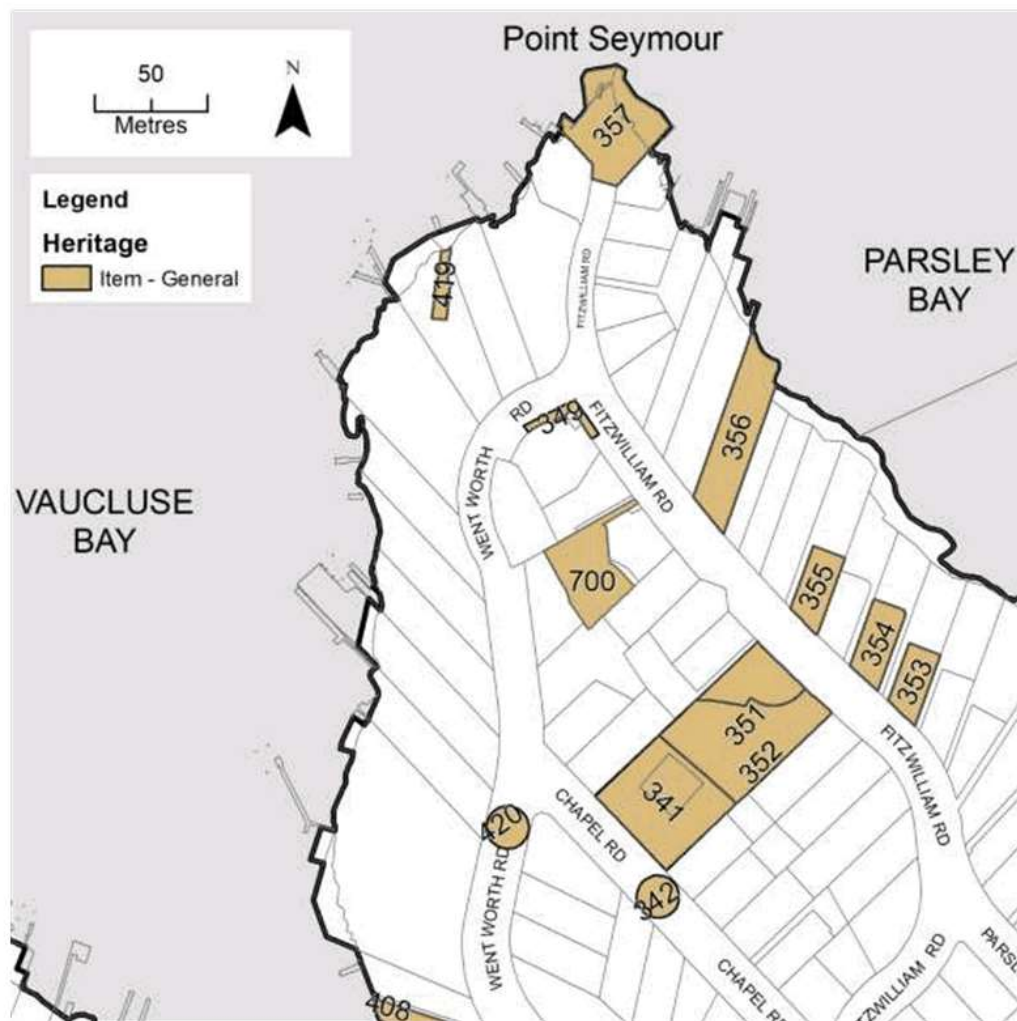 Point Seymour
50
Metres
N
Legend
Heritage
Item - General
357
419
FITZWILLIAM RD
PARSLEY
BAY
356
349
RD
WENT WORTH
FITZWILLIAM RD
VAUCLUSE
BAY
700
355
354
353
351
352
341
FITZWILLIAM RD
CHAPEL RD
420
WENT WORTH RD
342
CHAPEL RD
FITZWILLIAM RD
408